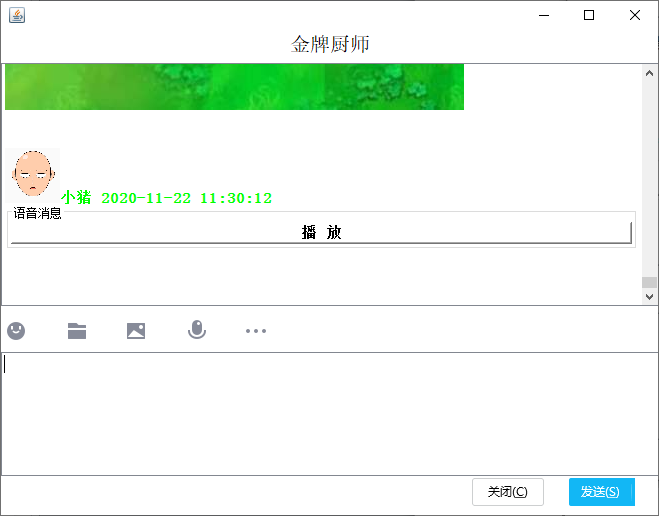 金牌厨师
小猪 2020-11-22 11:30:12
语音消息
播 放
关闭(C) 发送(S)